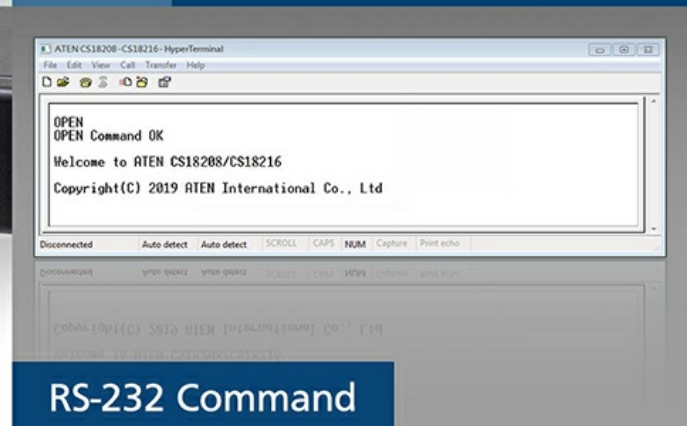 ATEN CS18208-CS18216 - HyperTerminal
File Edit View Call Transfer Help
OPEN
OPEN Command OK
Welcome to ATEN CS18208/CS18216
Copyright(C) 2019 ATEN International Co., Ltd
Disconnected Auto detect Auto detect SCROLL CAPS NUM Capture Print echo
RS-232 Command